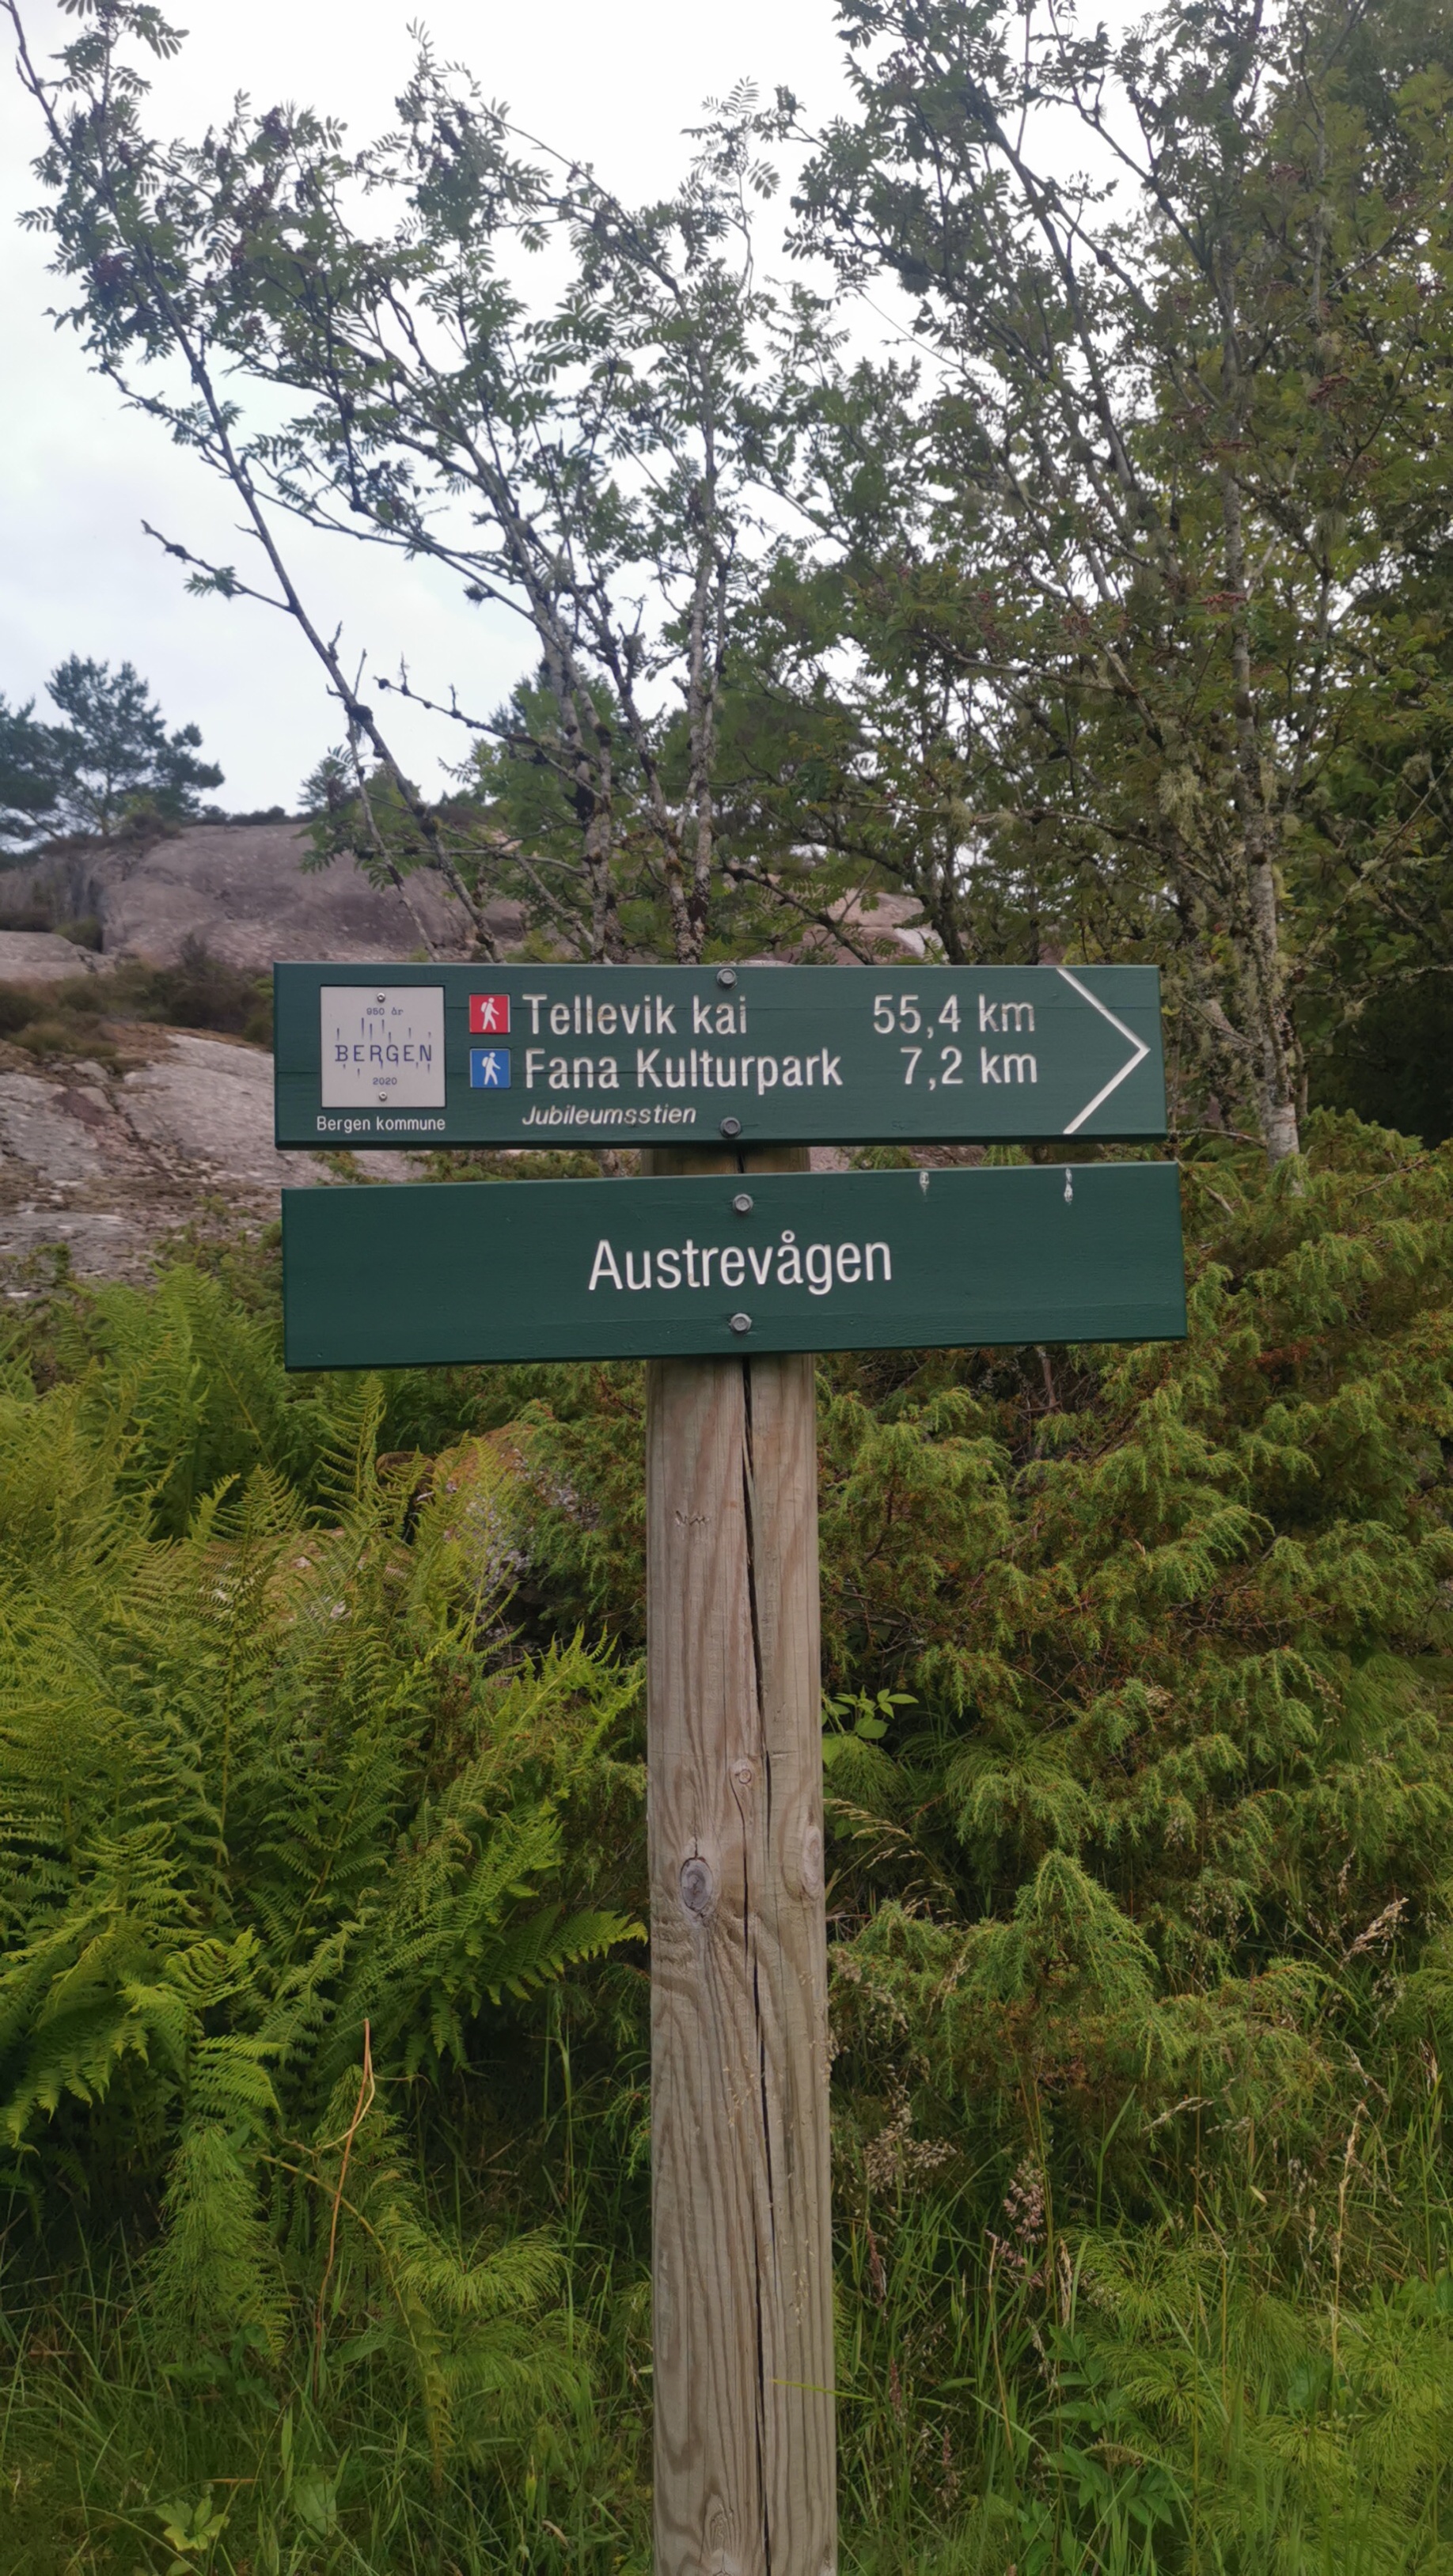 950 år
BERGEN
2020
Bergen kommune
Tellevik kai 55,4 km
Fana Kulturpark 7,2 km
Jubileumsstien
Austrevågen